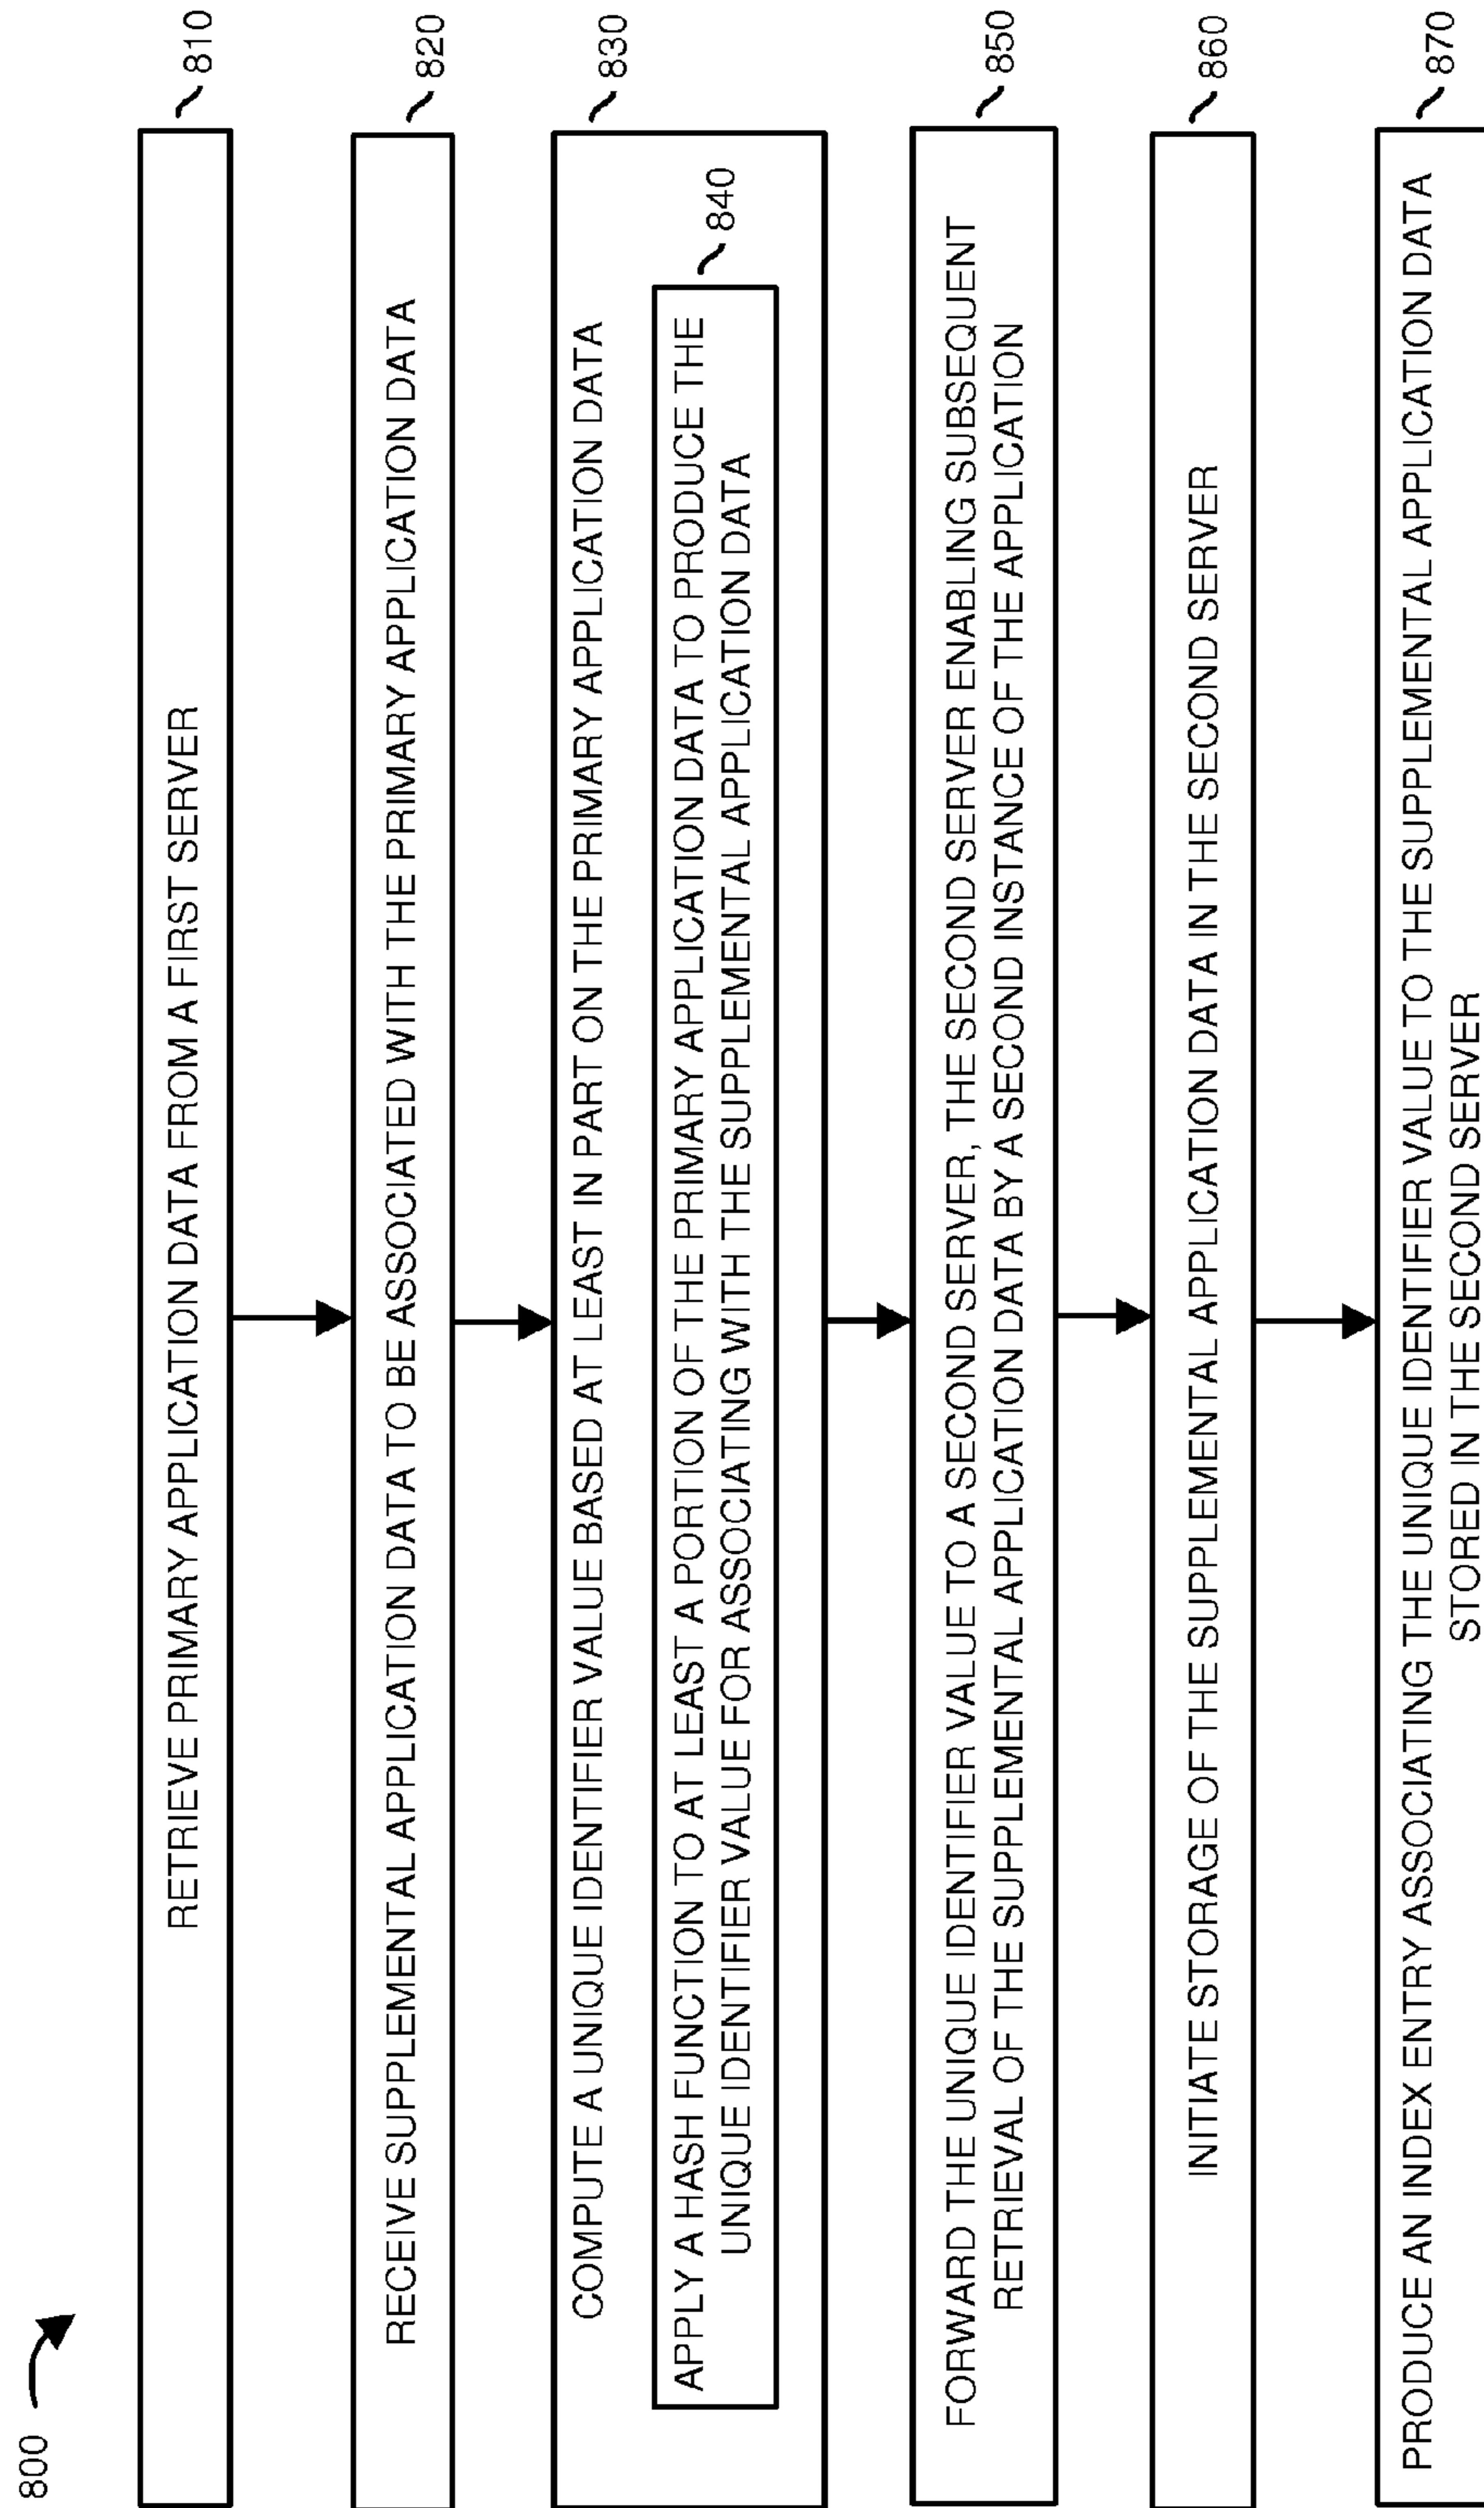 800
RETRIEVE PRIMARY APPLICATION DATA FROM A FIRST SERVER
810
RECEIVE SUPPLEMENTAL APPLICATION DATA TO BE ASSOCIATED WITH THE PRIMARY APPLICATION DATA
820
COMPUTE A UNIQUE IDENTIFIER VALUE BASED AT LEAST IN PART ON THE PRIMARY APPLICATION DATA
830
APPLY A HASH FUNCTION TO AT LEAST A PORTION OF THE PRIMARY APPLICATION DATA TO PRODUCE THE
UNIQUE IDENTIFIER VALUE FOR ASSOCIATING WITH THE SUPPLEMENTAL APPLICATION DATA
840
FORWARD THE UNIQUE IDENTIFIER VALUE TO A SECOND SERVER, THE SECOND SERVER ENABLING SUBSEQUENT
RETRIEVAL OF THE SUPPLEMENTAL APPLICATION DATA BY A SECOND INSTANCE OF THE APPLICATION
850
INITIATE STORAGE OF THE SUPPLEMENTAL APPLICATION DATA IN THE SECOND SERVER
860
PRODUCE AN INDEX ENTRY ASSOCIATING THE UNIQUE IDENTIFIER VALUE TO THE SUPPLEMENTAL APPLICATION DATA
STORED IN THE SECOND SERVER
870